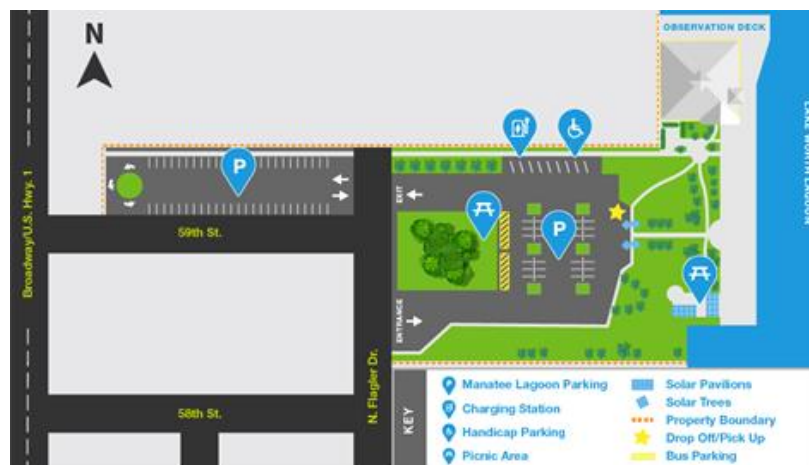 N
OBSERVATION DECK
LAKE WORTH LAGOON
P
Broadway/U.S. Hwy. 1
59th St.
EXIT
P
ENTRANCE
N. Flagler Dr.
58th St.
KEY
P Manatee Lagoon Parking
Charging Station
Handicap Parking
Picnic Area
Solar Pavilions
Solar Trees
Property Boundary
Drop Off/Pick Up
Bus Parking